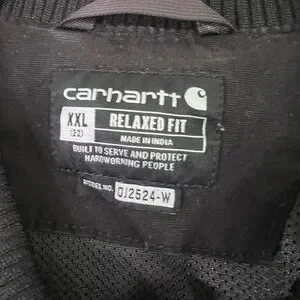 carhartt
XXL
(22)
RELAXED FIT
MADE IN INDIA
BUILT TO SERVE AND PROTECT
HARDWORKING PEOPLE
MODEL NO. OJ2524-W